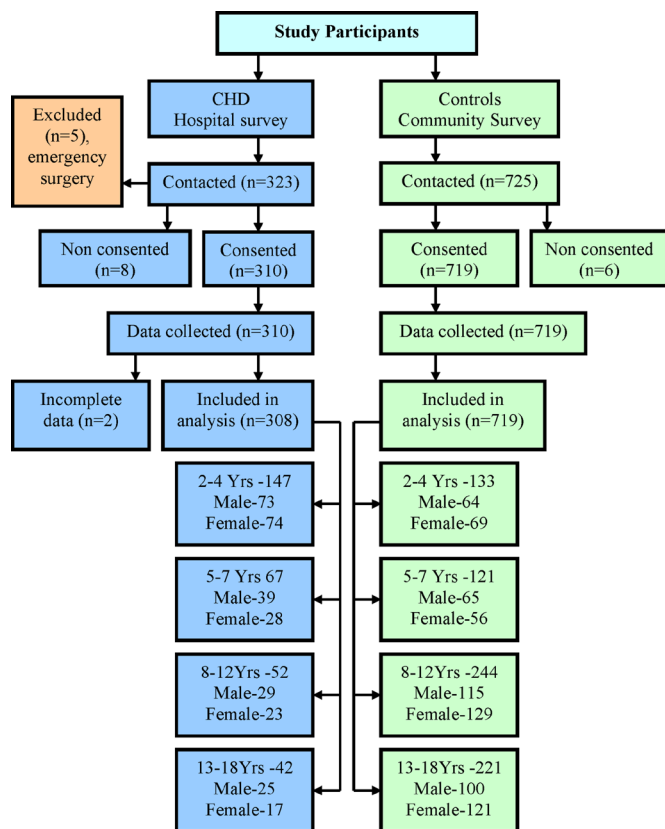 Study Participants
CHD
Hospital survey
Controls
Community Survey
Excluded
(n=5),
emergency
surgery
Contacted (n=323)
Contacted (n=725)
Non consented
(n=8)
Consented
(n=310)
Consented
(n=719)
Non consented
(n=6)
Data collected (n=310)
Data collected (n=719)
Incomplete
data (n=2)
Included in
analysis (n=308)
Included in
analysis (n=719)
2-4 Yrs -147
Male-73
Female-74
2-4 Yrs -133
Male-64
Female-69
5-7 Yrs 67
Male-39
Female-28
5-7 Yrs -121
Male-65
Female-56
8-12Yrs -52
Male-29
Female-23
8-12Yrs -244
Male-115
Female-129
13-18Yrs -42
Male-25
Female-17
13-18Yrs -221
Male-100
Female-121